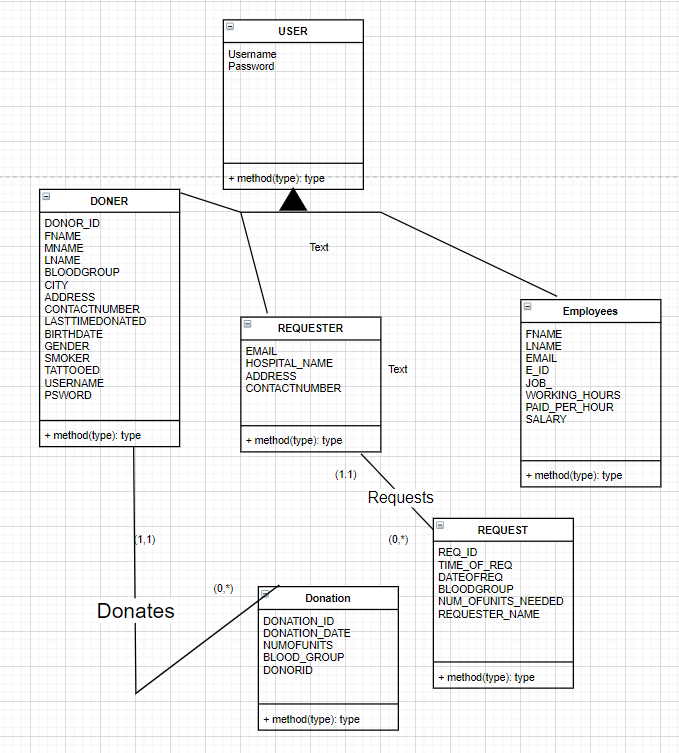 USER
Username
Password
+ method(type): type
DONER
DONOR_ID
FNAME
MNAME
LNAME
BLOODGROUP
CITY
ADDRESS
CONTACTNUMBER
LASTTIMEDONATED
BIRTHDATE
GENDER
SMOKER
TATTOOED
USERNAME
PSWORD
+ method(type): type
Text
REQUESTER
EMAIL
HOSPITAL_NAME
ADDRESS
CONTACTNUMBER
+ method(type): type
Text
Employees
FNAME
LNAME
EMAIL
E_ID
JOB_
WORKING_HOURS
PAID_PER_HOUR
SALARY
+ method(type): type
(1.1)
Requests
(0,*)
REQUEST
REQ_ID
TIME_OF_REQ
DATEOFREQ
BLOODGROUP
NUM_OFUNITS_NEEDED
REQUESTER_NAME
+ method(type): type
(1,1)
Donates
(0,*)
Donation
DONATION_ID
DONATION_DATE
NUMOFUNITS
BLOOD_GROUP
DONORID
+ method(type): type